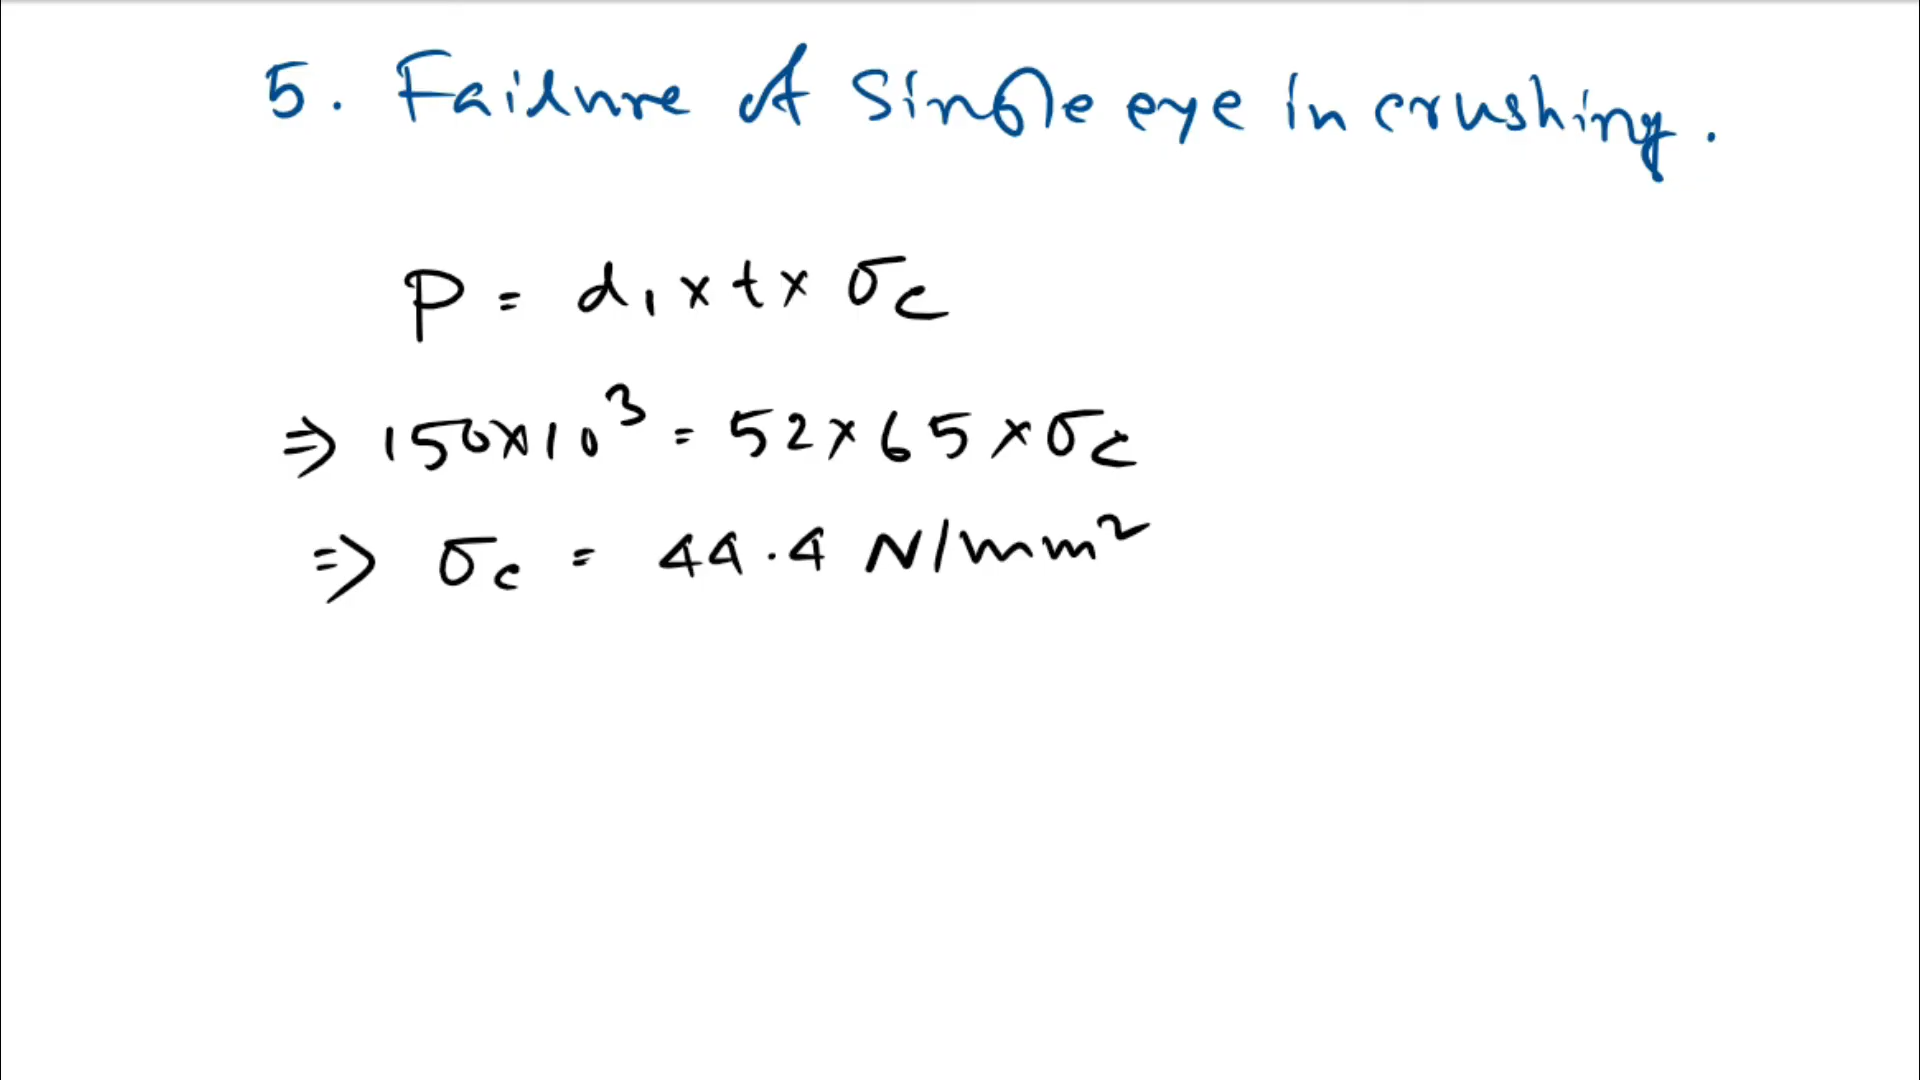 5. Failure of Single eye in crushing.
P = d₁ × t × σc
⇒ 150×10³ = 52 × 65 × σc
⇒ σc = 44.4 N/mm²